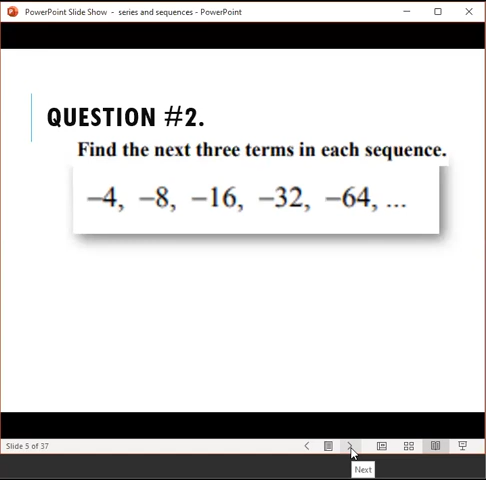 PowerPoint Slide Show - series and sequences - PowerPoint
QUESTION #2.
Find the next three terms in each sequence.
−4, −8, −16, −32, −64, ...
Slide 5 of 37
Next